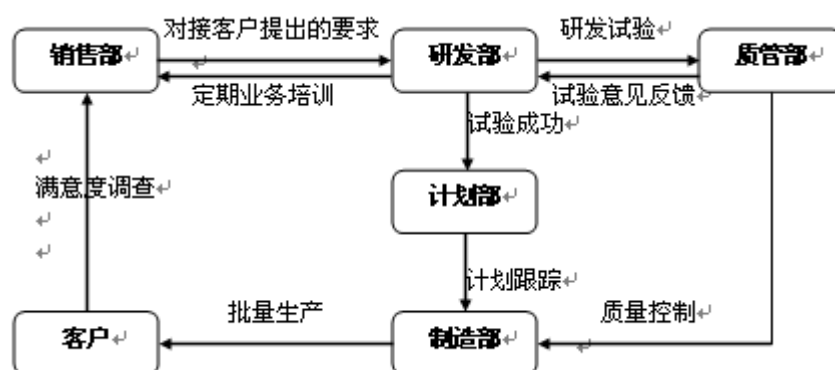 对接客户提出的要求
研发试验
销售部
研发部
质管部
定期业务培训
试验意见反馈
试验成功
满意度调查
计划部
计划跟踪
批量生产
质量控制
客户
制造部